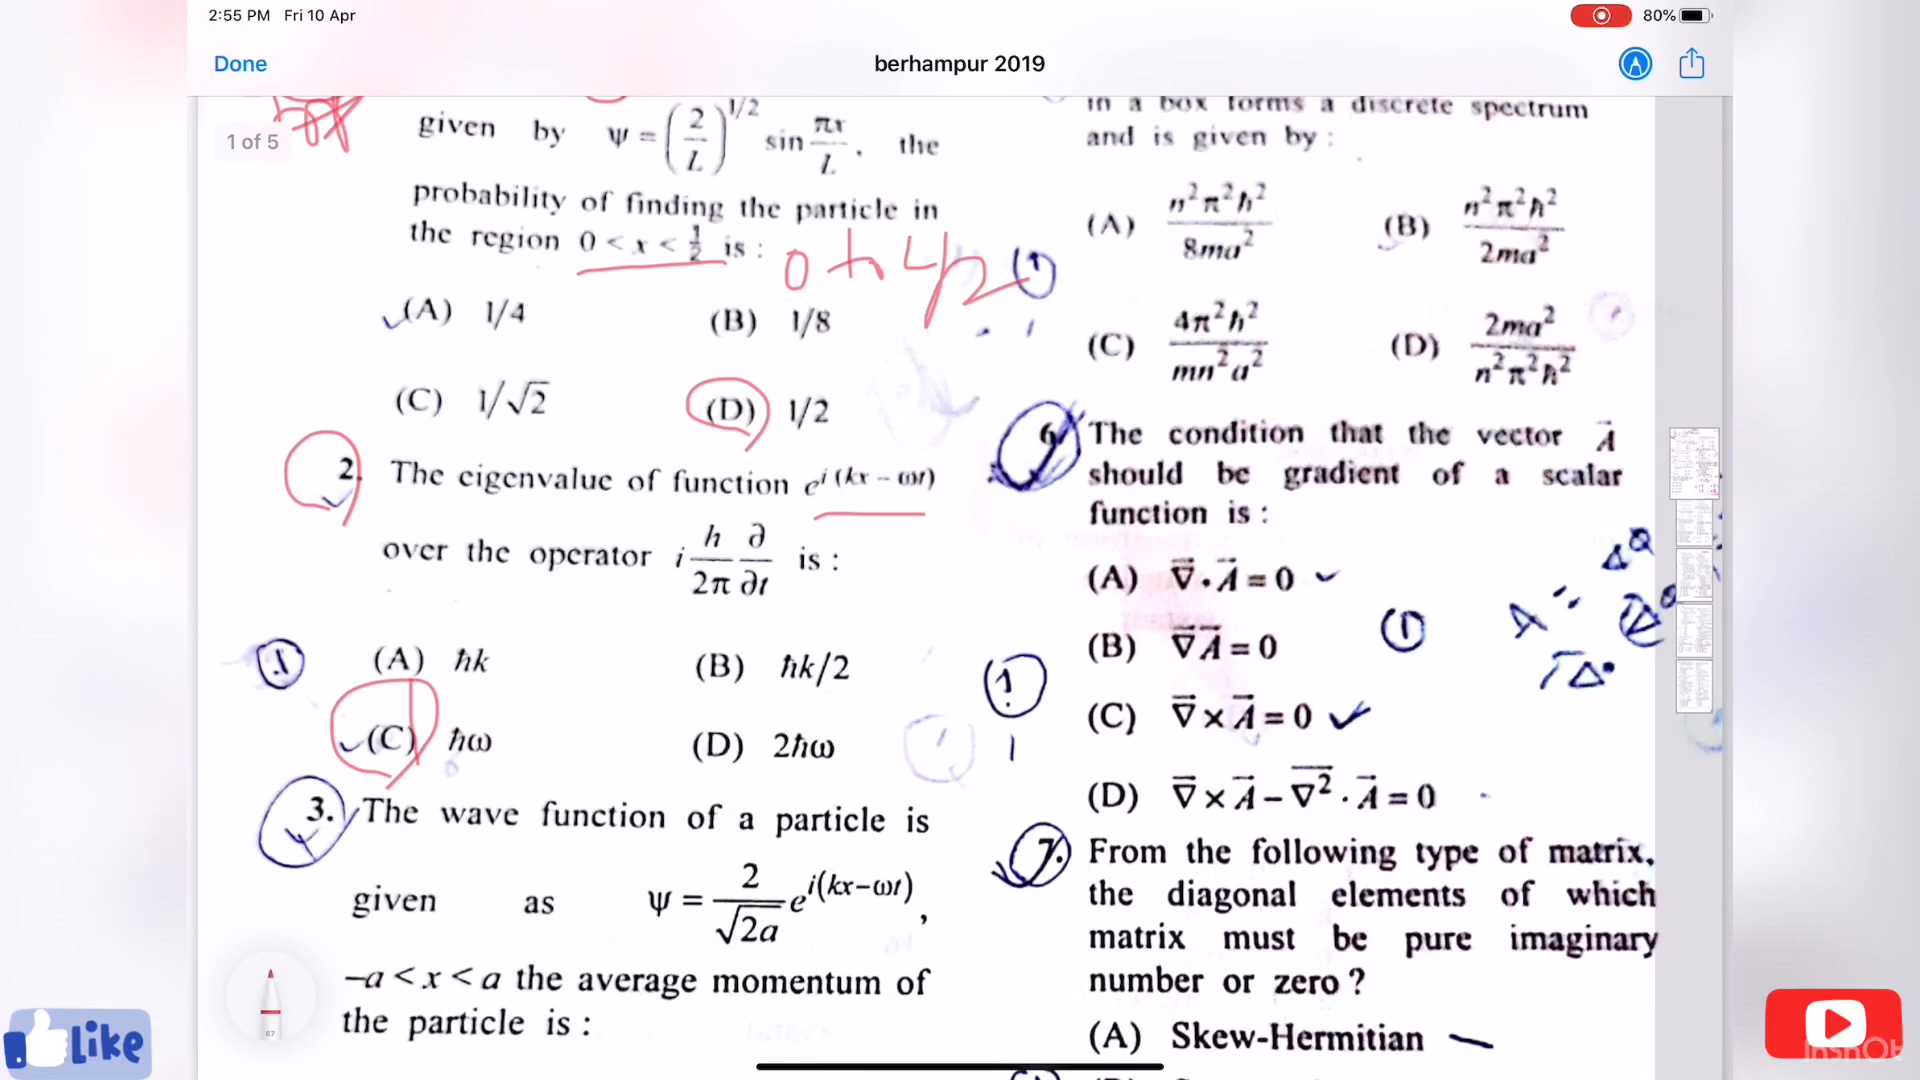 2:55 PM Fri 10 Apr
80%
Done
berhampur 2019
1 of 5
given by ψ = (2/L)^1/2 sin πx/L, the
probability of finding the particle in
the region 0 < x < 1/2 is :
0 to L/2
(A) 1/4 (B) 1/8
(C) 1/√2 (D) 1/2
2. The eigenvalue of function e^i (kx − ωt)
over the operator i h/2π ∂/∂t is :
(A) ħk (B) ħk/2
(C) ħω (D) 2ħω
3. The wave function of a particle is
given as ψ = 2/√2a e^i(kx−ωt),
−a < x < a the average momentum of
the particle is :
in a box forms a discrete spectrum
and is given by :
(A) n²π²ħ²/8ma² (B) n²π²ħ²/2ma²
(C) 4π²ħ²/mn²a² (D) 2ma²/n²π²ħ²
6. The condition that the vector A⃗
should be gradient of a scalar
function is :
(A) ∇⃗ · A⃗ = 0
(B) ∇⃗ A⃗ = 0
(C) ∇⃗ × A⃗ = 0
(D) ∇⃗ × A⃗ − ∇²⃗ · A⃗ = 0
7. From the following type of matrix,
the diagonal elements of which
matrix must be pure imaginary
number or zero ?
(A) Skew-Hermitian
67
Like
InShOt